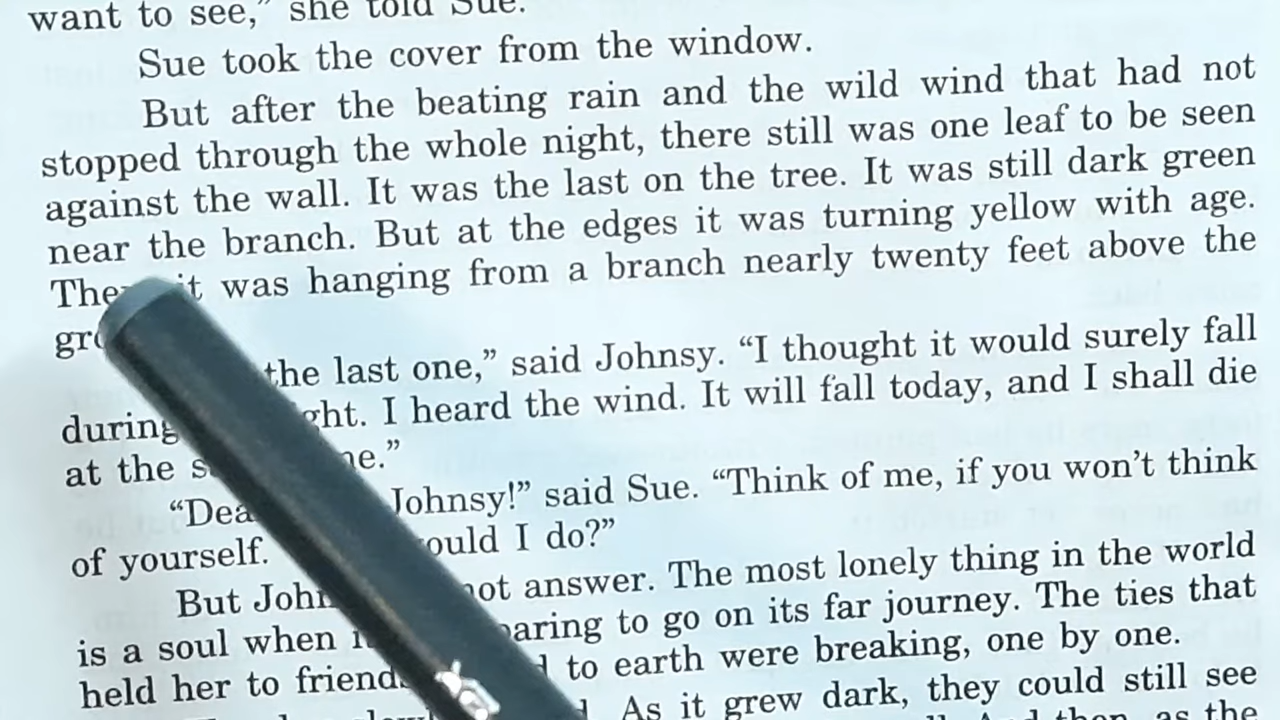 want to see," she told Sue.
Sue took the cover from the window.
But after the beating rain and the wild wind that had not
stopped through the whole night, there still was one leaf to be seen
against the wall. It was the last on the tree. It was still dark green
near the branch. But at the edges it was turning yellow with age.
it was hanging from a branch nearly twenty feet above the
the last one," said Johnsy. "I thought it would surely fall
during I heard the wind. It will fall today, and I shall die
at the
Johnsy!" said Sue. "Think of me, if you won't think
of yourself. I do?"
But not answer. The most lonely thing in the world
is a soul when to go on its far journey. The ties that
held her to to earth were breaking, one by one.
As it grew dark, they could still see
as the